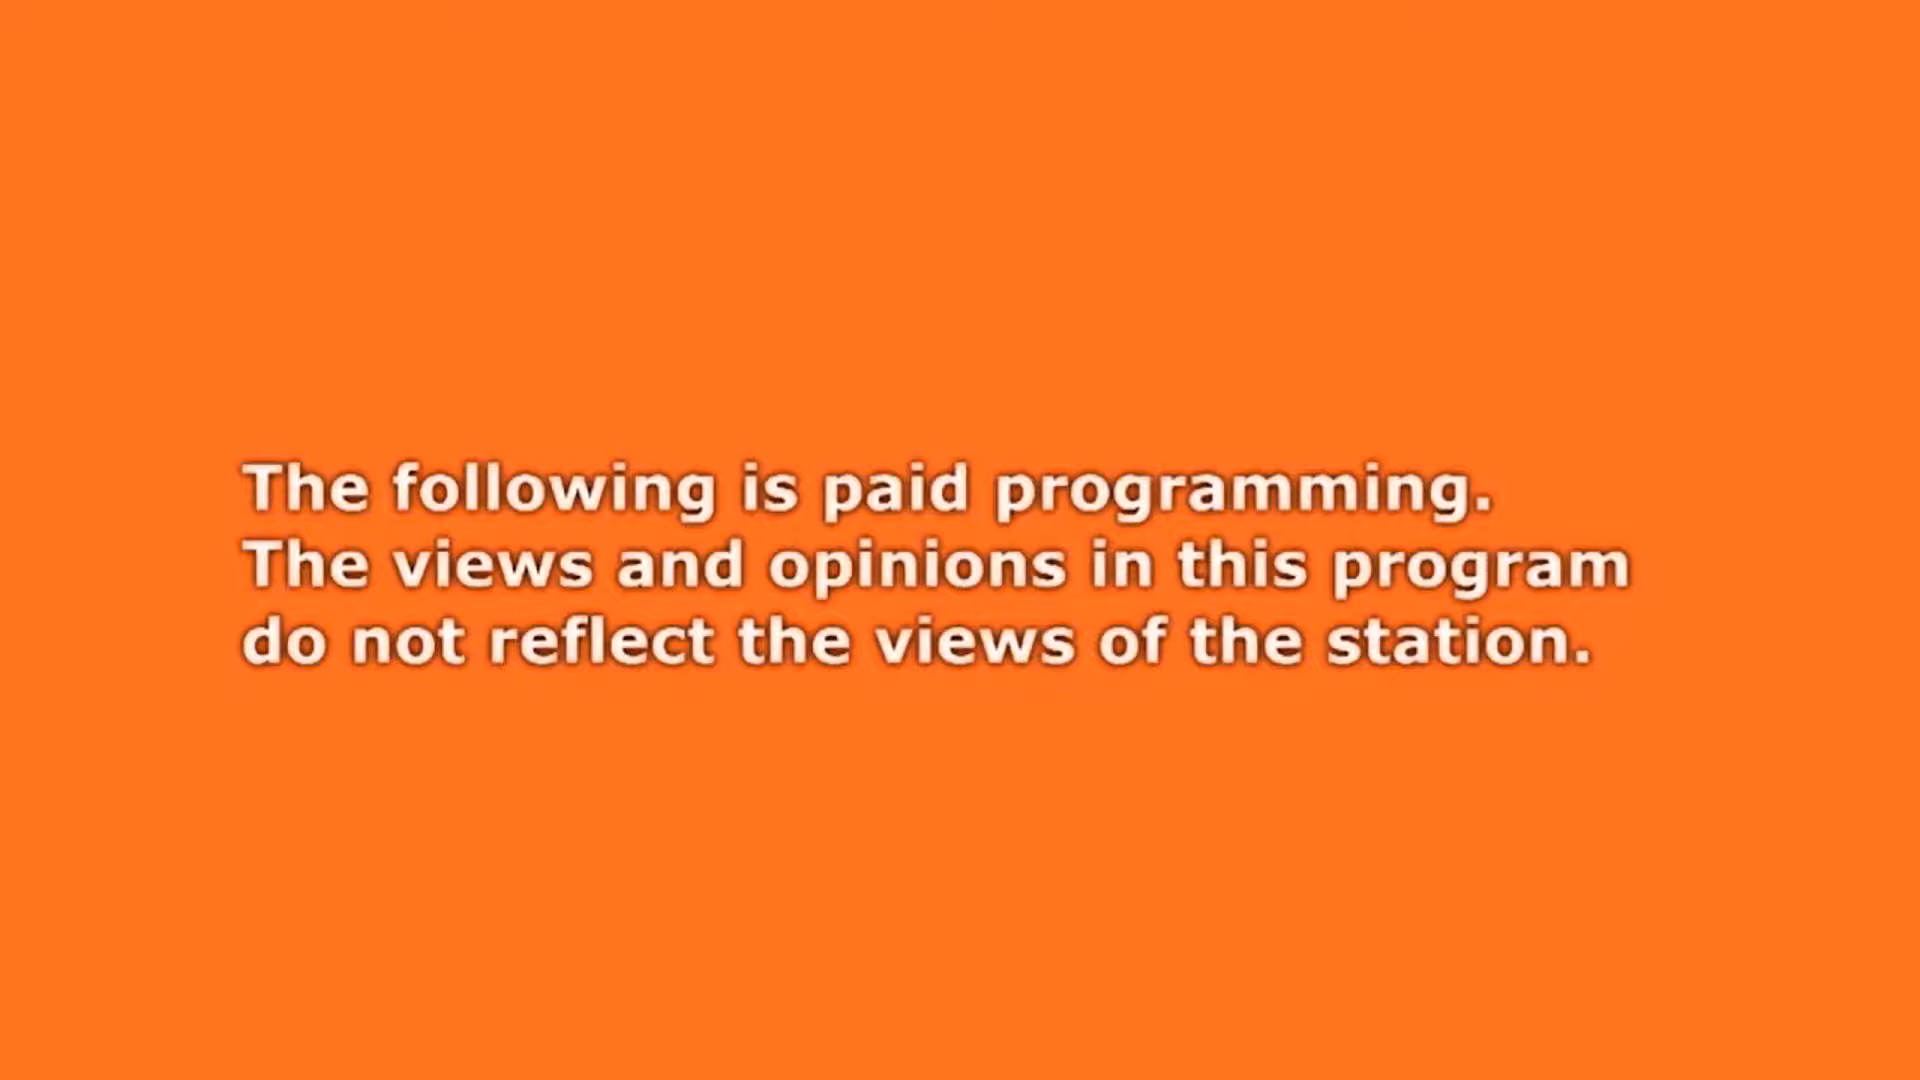 The following is paid programming.
The views and opinions in this program
do not reflect the views of the station.